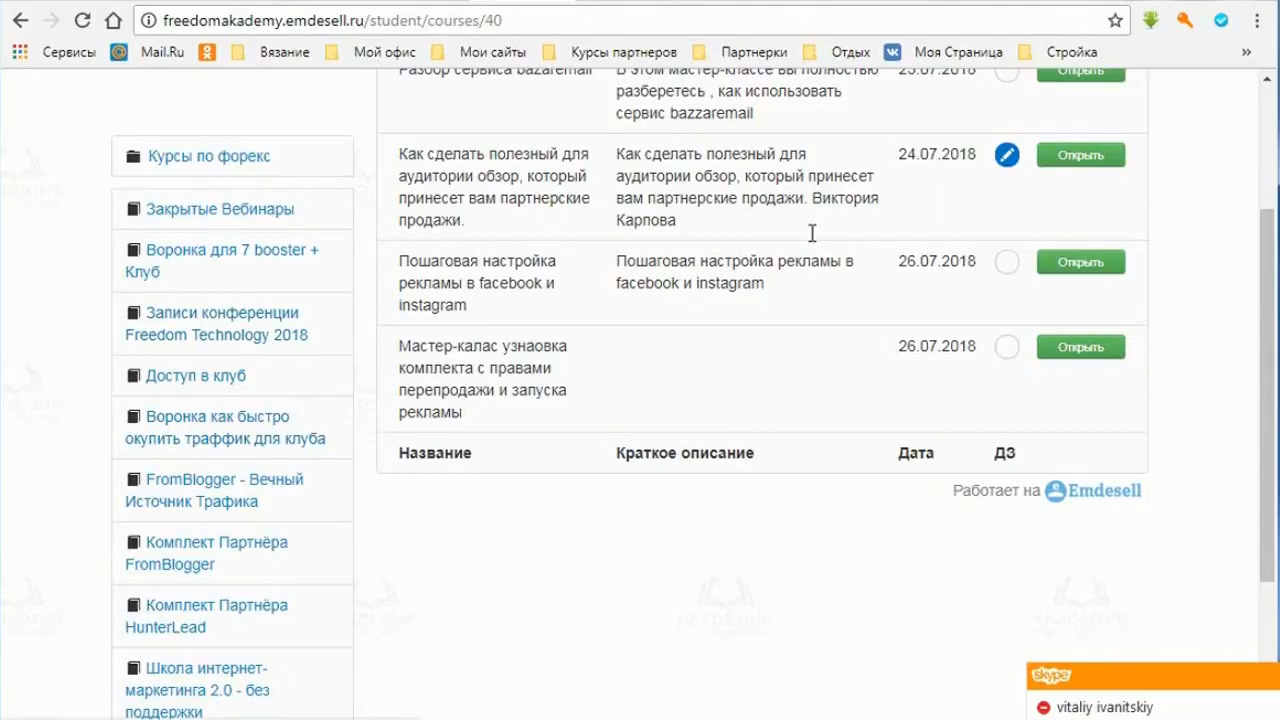 freedomakademy.emdesell.ru/student/courses/40
Сервисы Mail.Ru Вязание Мой офис Мои сайты Курсы партнеров Партнерки Отдых Моя Страница Стройка »
Разбор сервиса bazaremail
В этом мастер-классе вы полностью
разберетесь , как использовать
сервис bazzaremail
25.07.2018
Открыть
Как сделать полезный для
аудитории обзор, который
принесет вам партнерские
продажи.
Как сделать полезный для
аудитории обзор, который принесет
вам партнерские продажи. Виктория
Карпова
24.07.2018
Открыть
Пошаговая настройка
рекламы в facebook и
instagram
Пошаговая настройка рекламы в
facebook и instagram
26.07.2018
Открыть
Мастер-калас узнаовка
комплекта с правами
перепродажи и запуска
рекламы
26.07.2018
Открыть
Название Краткое описание Дата ДЗ
Работает на Emdesell
Курсы по форекс
Закрытые Вебинары
Воронка для 7 booster +
Клуб
Записи конференции
Freedom Technology 2018
Доступ в клуб
Воронка как быстро
окупить траффик для клуба
FromBlogger - Вечный
Источник Трафика
Комплект Партнёра
FromBlogger
Комплект Партнёра
HunterLead
Школа интернет-
маркетинга 2.0 - без
поддержки
АКАДЕМИЯ
АКАДЕМИЯ
skype
vitaliy ivanitskiy